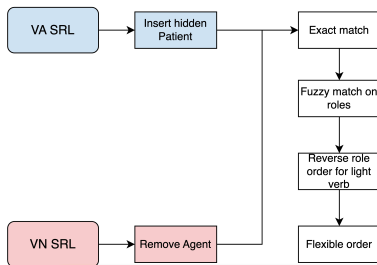 VA SRL
Insert hidden
Patient
Exact match
Fuzzy match on
roles
Reverse role
order for light
verb
VN SRL
Remove Agent
Flexible order